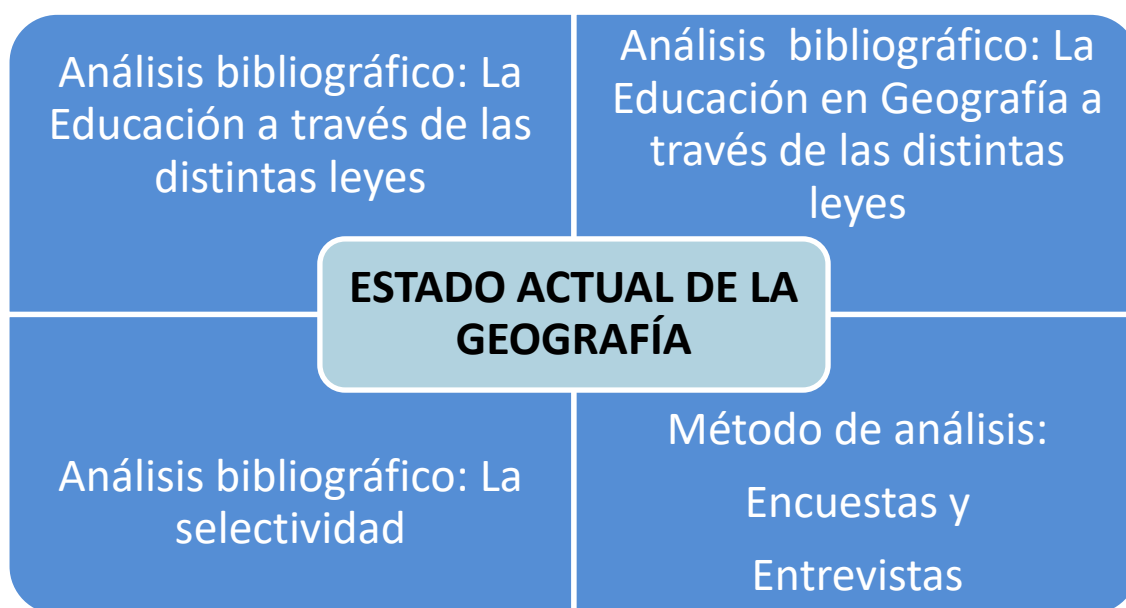 Análisis bibliográfico: La
Educación a través de las
distintas leyes
Análisis bibliográfico: La
Educación en Geografía a
través de las distintas
leyes
ESTADO ACTUAL DE LA
GEOGRAFÍA
Análisis bibliográfico: La
selectividad
Método de análisis:
Encuestas y
Entrevistas